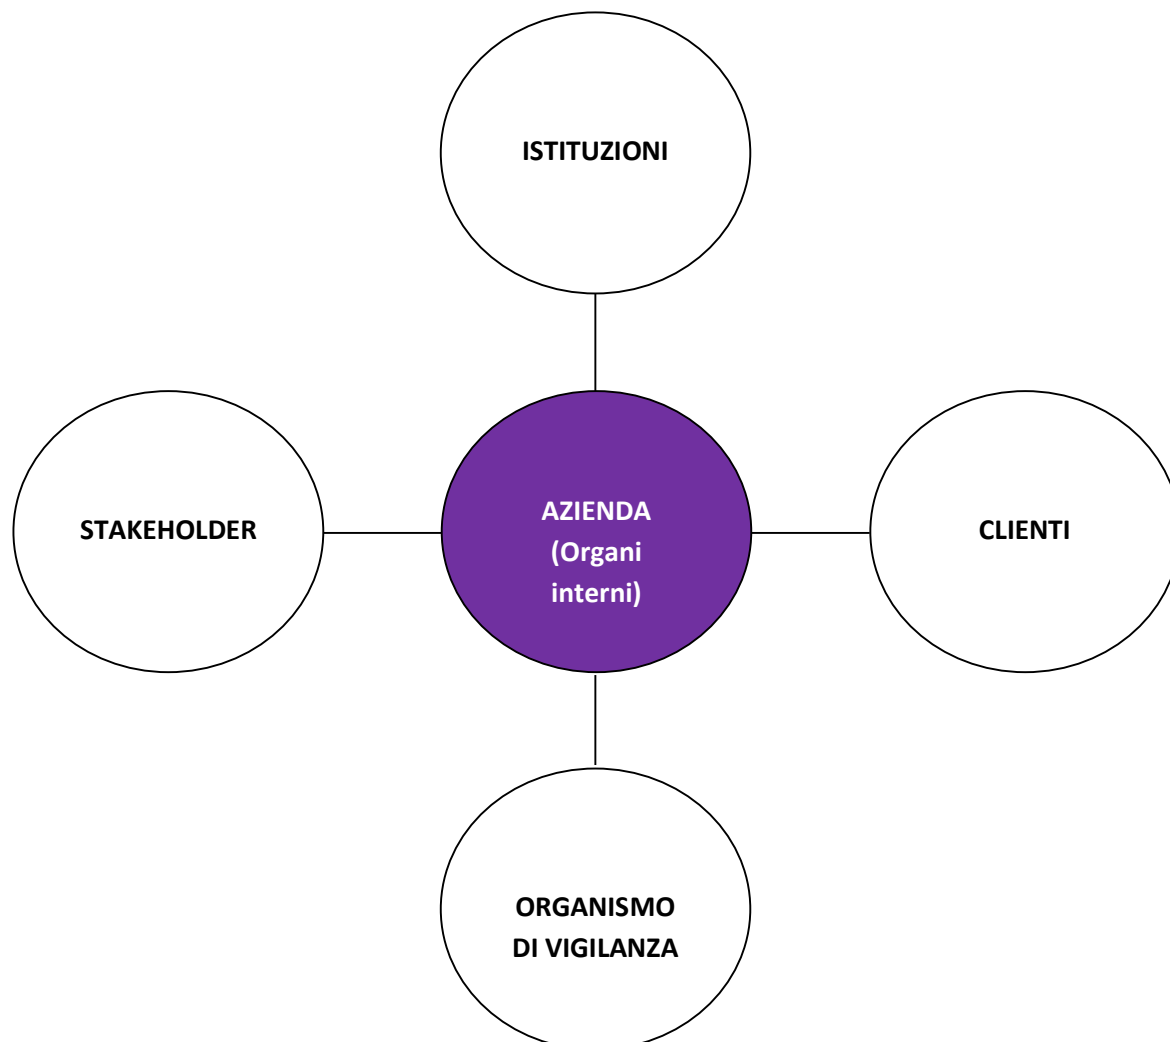 ISTITUZIONI
STAKEHOLDER
AZIENDA
(Organi
interni)
CLIENTI
ORGANISMO
DI VIGILANZA